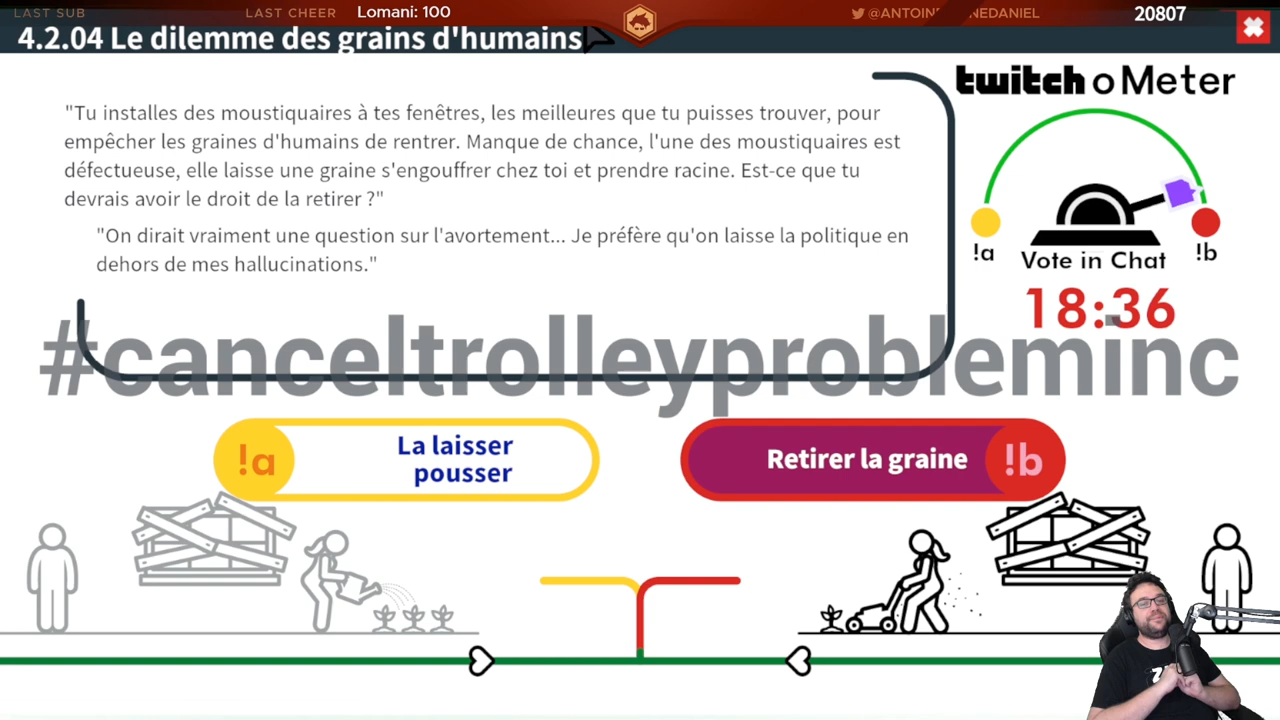 LAST SUB
LAST CHEER
Lomani: 100
20807
4.2.04 Le dilemme des grains d'humains
twitch o Meter
"Tu installes des moustiquaires à tes fenêtres, les meilleures que tu puisses trouver, pour
empêcher les graines d'humains de rentrer. Manque de chance, l'une des moustiquaires est
défectueuse, elle laisse une graine s'engouffrer chez toi et prendre racine. Est-ce que tu
devrais avoir le droit de la retirer ?"
"On dirait vraiment une question sur l'avortement... Je préfère qu'on laisse la politique en
dehors de mes hallucinations."
!a
!b
Vote in Chat
18:36
#canceltrolleyprobleminc
!a
La laisser
pousser
Retirer la graine
!b